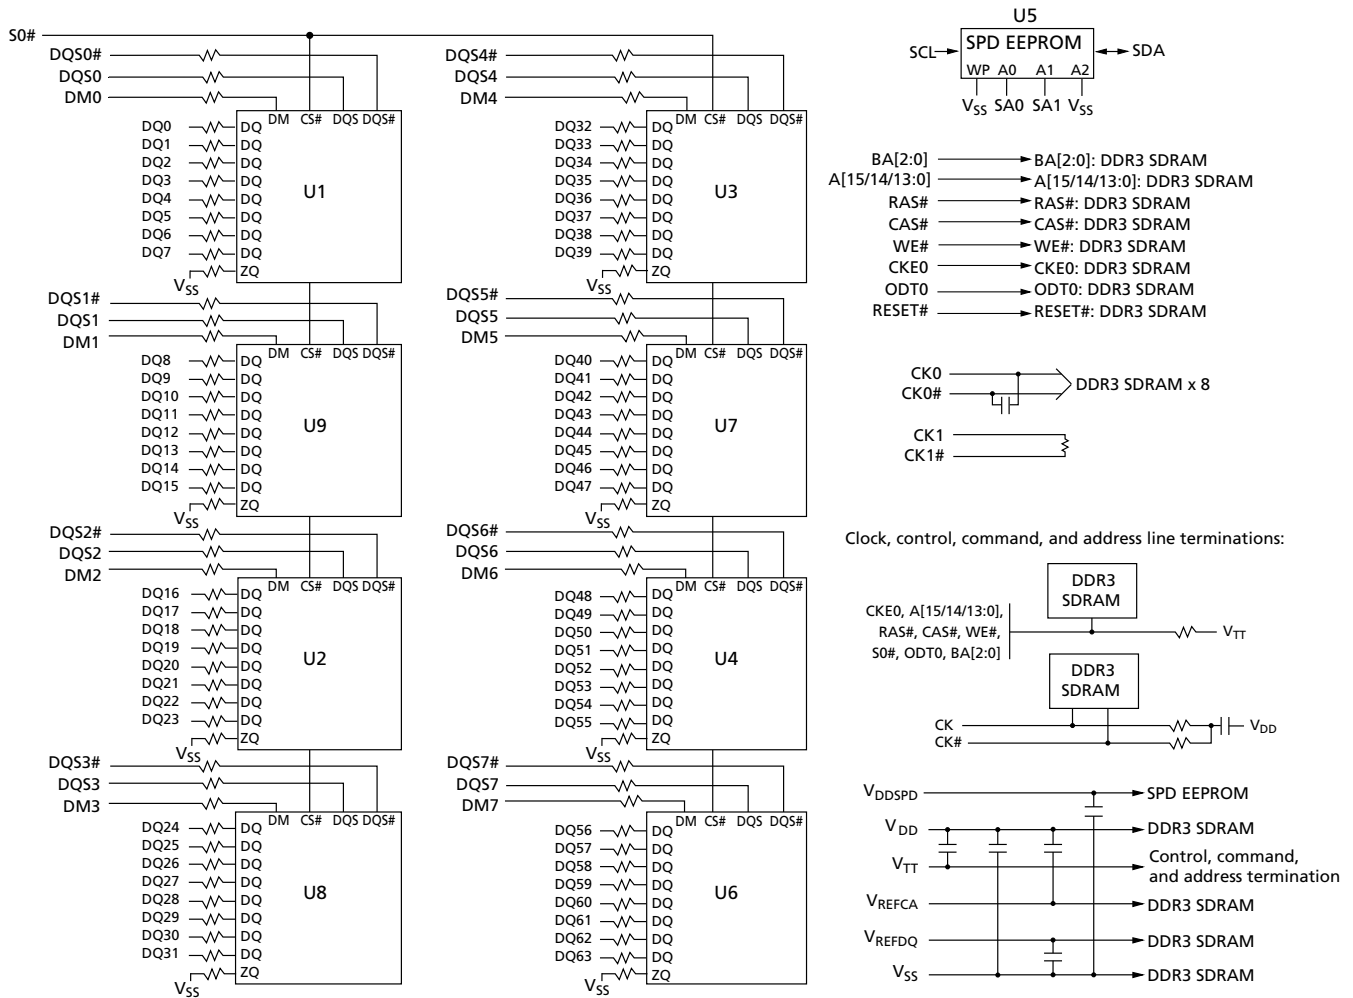 S0#
DQS0#
DQS0
DM0
DM CS# DQS DQS#
DQ0 DQ
DQ1 DQ
DQ2 DQ
DQ3 DQ
U1
DQ4 DQ
DQ5 DQ
DQ6 DQ
DQ7 DQ
VSS ZQ
DQS1#
DQS1
DM1
DM CS# DQS DQS#
DQ8 DQ
DQ9 DQ
DQ10 DQ
DQ11 DQ
U9
DQ12 DQ
DQ13 DQ
DQ14 DQ
DQ15 DQ
VSS ZQ
DQS2#
DQS2
DM2
DM CS# DQS DQS#
DQ16 DQ
DQ17 DQ
DQ18 DQ
DQ19 DQ
U2
DQ20 DQ
DQ21 DQ
DQ22 DQ
DQ23 DQ
VSS ZQ
DQS3#
DQS3
DM3
DM CS# DQS DQS#
DQ24 DQ
DQ25 DQ
DQ26 DQ
DQ27 DQ
U8
DQ28 DQ
DQ29 DQ
DQ30 DQ
DQ31 DQ
VSS ZQ
DQS4#
DQS4
DM4
DM CS# DQS DQS#
DQ32 DQ
DQ33 DQ
DQ34 DQ
DQ35 DQ
U3
DQ36 DQ
DQ37 DQ
DQ38 DQ
DQ39 DQ
VSS ZQ
DQS5#
DQS5
DM5
DM CS# DQS DQS#
DQ40 DQ
DQ41 DQ
DQ42 DQ
DQ43 DQ
U7
DQ44 DQ
DQ45 DQ
DQ46 DQ
DQ47 DQ
VSS ZQ
DQS6#
DQS6
DM6
DM CS# DQS DQS#
DQ48 DQ
DQ49 DQ
DQ50 DQ
DQ51 DQ
U4
DQ52 DQ
DQ53 DQ
DQ54 DQ
DQ55 DQ
VSS ZQ
DQS7#
DQS7
DM7
DM CS# DQS DQS#
DQ56 DQ
DQ57 DQ
DQ58 DQ
DQ59 DQ
U6
DQ60 DQ
DQ61 DQ
DQ62 DQ
DQ63 DQ
VSS ZQ
U5
SCL SPD EEPROM SDA
WP A0 A1 A2
VSS SA0 SA1 VSS
BA[2:0] BA[2:0]: DDR3 SDRAM
A[15/14/13:0] A[15/14/13:0]: DDR3 SDRAM
RAS# RAS#: DDR3 SDRAM
CAS# CAS#: DDR3 SDRAM
WE# WE#: DDR3 SDRAM
CKE0 CKE0: DDR3 SDRAM
ODT0 ODT0: DDR3 SDRAM
RESET# RESET#: DDR3 SDRAM
CK0
CK0#
DDR3 SDRAM x 8
CK1
CK1#
Clock, control, command, and address line terminations:
DDR3
SDRAM
CKE0, A[15/14/13:0],
RAS#, CAS#, WE#,
S0#, ODT0, BA[2:0]
VTT
DDR3
SDRAM
CK
CK#
VDD
VDDSPD SPD EEPROM
VDD DDR3 SDRAM
VTT Control, command,
and address termination
VREFCA DDR3 SDRAM
VREFDQ DDR3 SDRAM
VSS DDR3 SDRAM